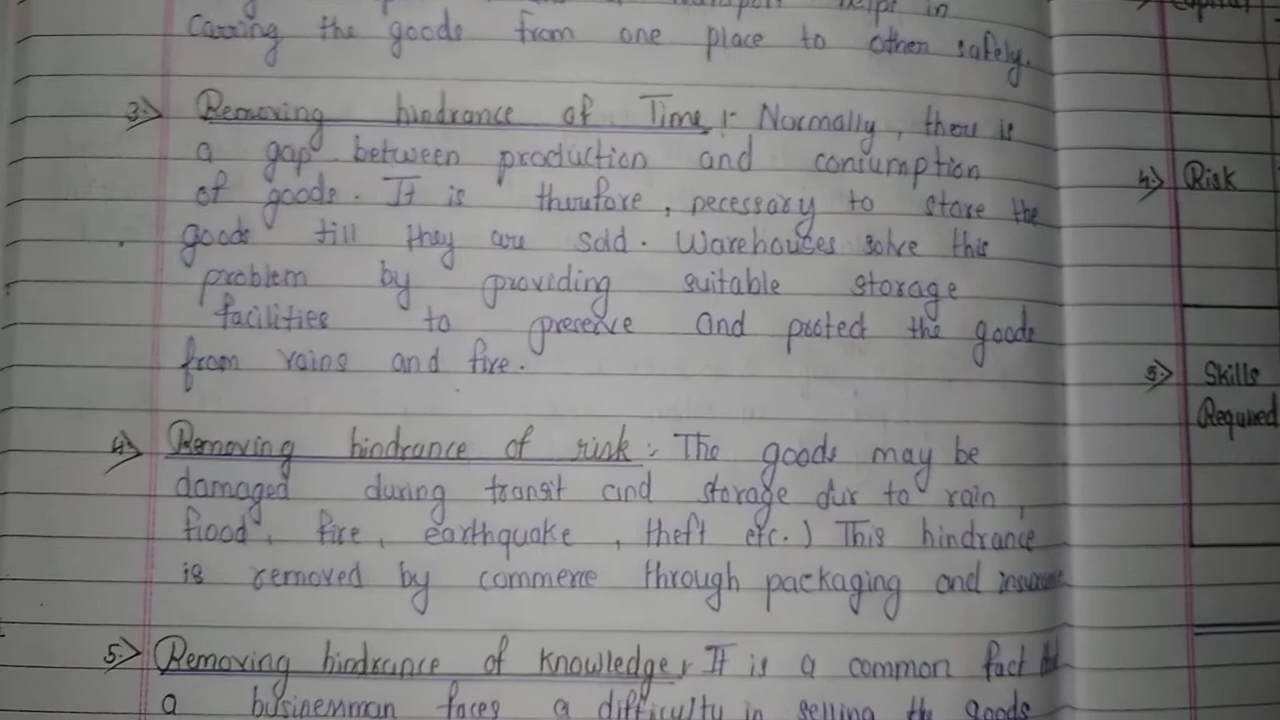 helps in
Carring the goods from one place to other safely.
3:> Removing hindrance of Time :- Normally, there is
a gap between production and consumption
of goods. It is therefore, necessary to store the
goods till they are sold. Warehouses solve this
problem by providing suitable storage
facilities to preserve and protect the goods
from rains and fire.
4:> Removing hindrance of risk: The goods may be
damaged during transit and storage due to rain,
flood, fire, earthquake, theft etc.) This hindrance
is removed by commerce through packaging and insurance
5:> Removing hindrance of knowledge, It is a common fact
a businessman faces a difficulty in selling the goods
Capital
4:> Risk
5:> Skills
Required